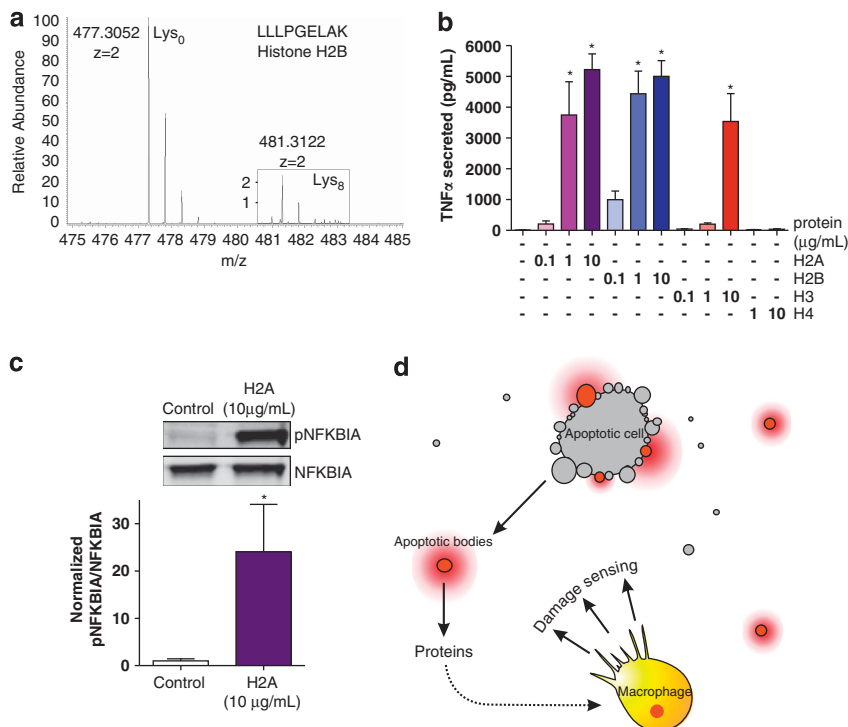 a
100
90
80
70
60
50
40
30
20
10
0
Relative Abundance
477.3052
z=2
Lys0
LLLPGELAK
Histone H2B
481.3122
z=2
Lys8
2
1
475 476 477 478 479 480 481 482 483 484 485
m/z
b
6000
5000
4000
3000
2000
1000
0
TNFα secreted (pg/mL)
* * * * *
protein
(μg/mL)
- 0.1 1 10 - - - - - - - - H2A
- - - - 0.1 1 10 - - - - - H2B
- - - - - - - 0.1 1 10 - - H3
- - - - - - - - - - 1 10 H4
c
H2A
Control (10μg/mL)
pNFKBIA
NFKBIA
Normalized
pNFKBIA/NFKBIA
30
20
10
0
*
Control H2A
(10 μg/mL)
d
Apoptotic cell
Apoptotic bodies
Damage sensing
Proteins
Macrophage